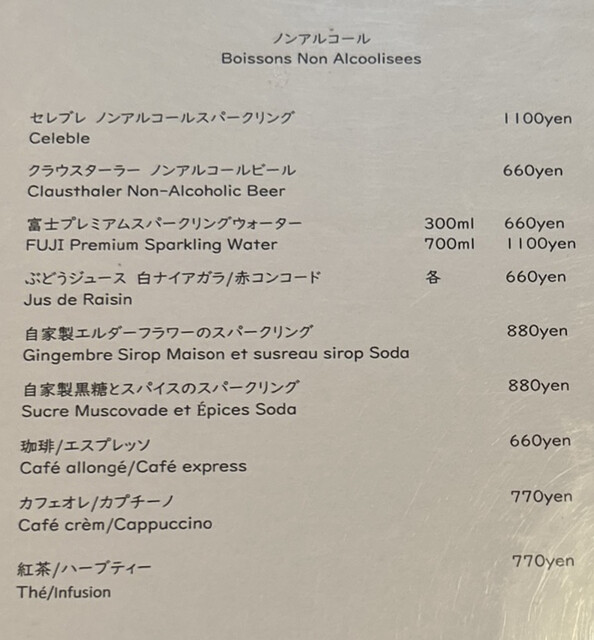 ノンアルコール
Boissons Non Alcoolisees
セレブレ ノンアルコールスパークリング 1100yen
Celeble
クラウスターラー ノンアルコールビール 660yen
Clausthaler Non-Alcoholic Beer
富士プレミアムスパークリングウォーター 300ml 660yen
FUJI Premium Sparkling Water 700ml 1100yen
ぶどうジュース 白ナイアガラ/赤コンコード 各 660yen
Jus de Raisin
自家製エルダーフラワーのスパークリング 880yen
Gingembre Sirop Maison et susreau sirop Soda
自家製黒糖とスパイスのスパークリング 880yen
Sucre Muscovade et Épices Soda
珈琲/エスプレッソ 660yen
Café allongé/Café express
カフェオレ/カプチーノ 770yen
Café crèm/Cappuccino
紅茶/ハーブティー 770yen
Thé/Infusion